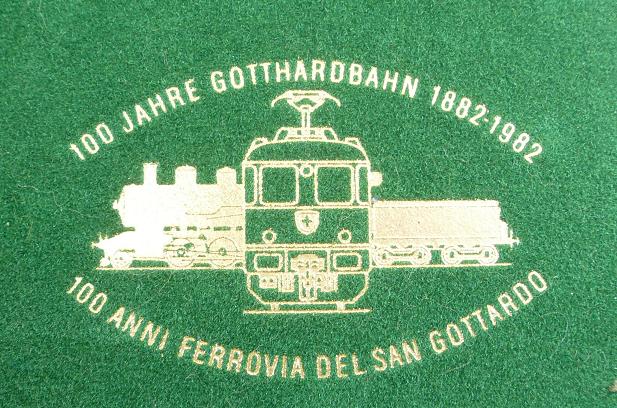 100 JAHRE GOTTHARDBAHN 1882-1982
100 ANNI FERROVIA DEL SAN GOTTARDO